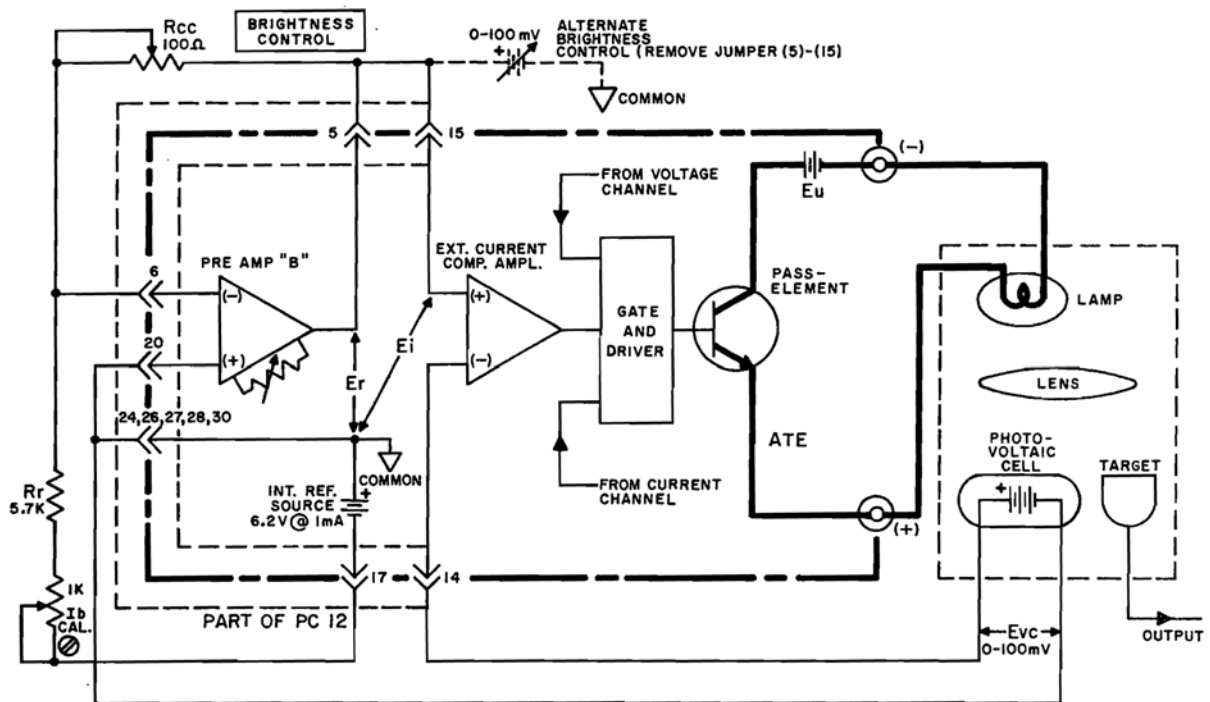 Rcc
100Ω
BRIGHTNESS
CONTROL
0-100 mV
+
ALTERNATE
BRIGHTNESS
CONTROL (REMOVE JUMPER (5)-(15)
COMMON
5
15
(-)
Eu
FROM VOLTAGE
CHANNEL
PRE AMP "B"
EXT. CURRENT
COMP. AMPL.
6
(-)
(+)
20
(+)
(-)
Er
Ei
GATE
AND
DRIVER
PASS-
ELEMENT
LAMP
LENS
24,26,27,28,30
COMMON
ATE
PHOTO-
VOLTAIC
CELL
TARGET
+
Rr
5.7K
INT. REF.
SOURCE
6.2V @ 1mA
+
FROM CURRENT
CHANNEL
(+)
17
14
1K
Ib
CAL.
PART OF PC 12
Evc
0-100mV
OUTPUT